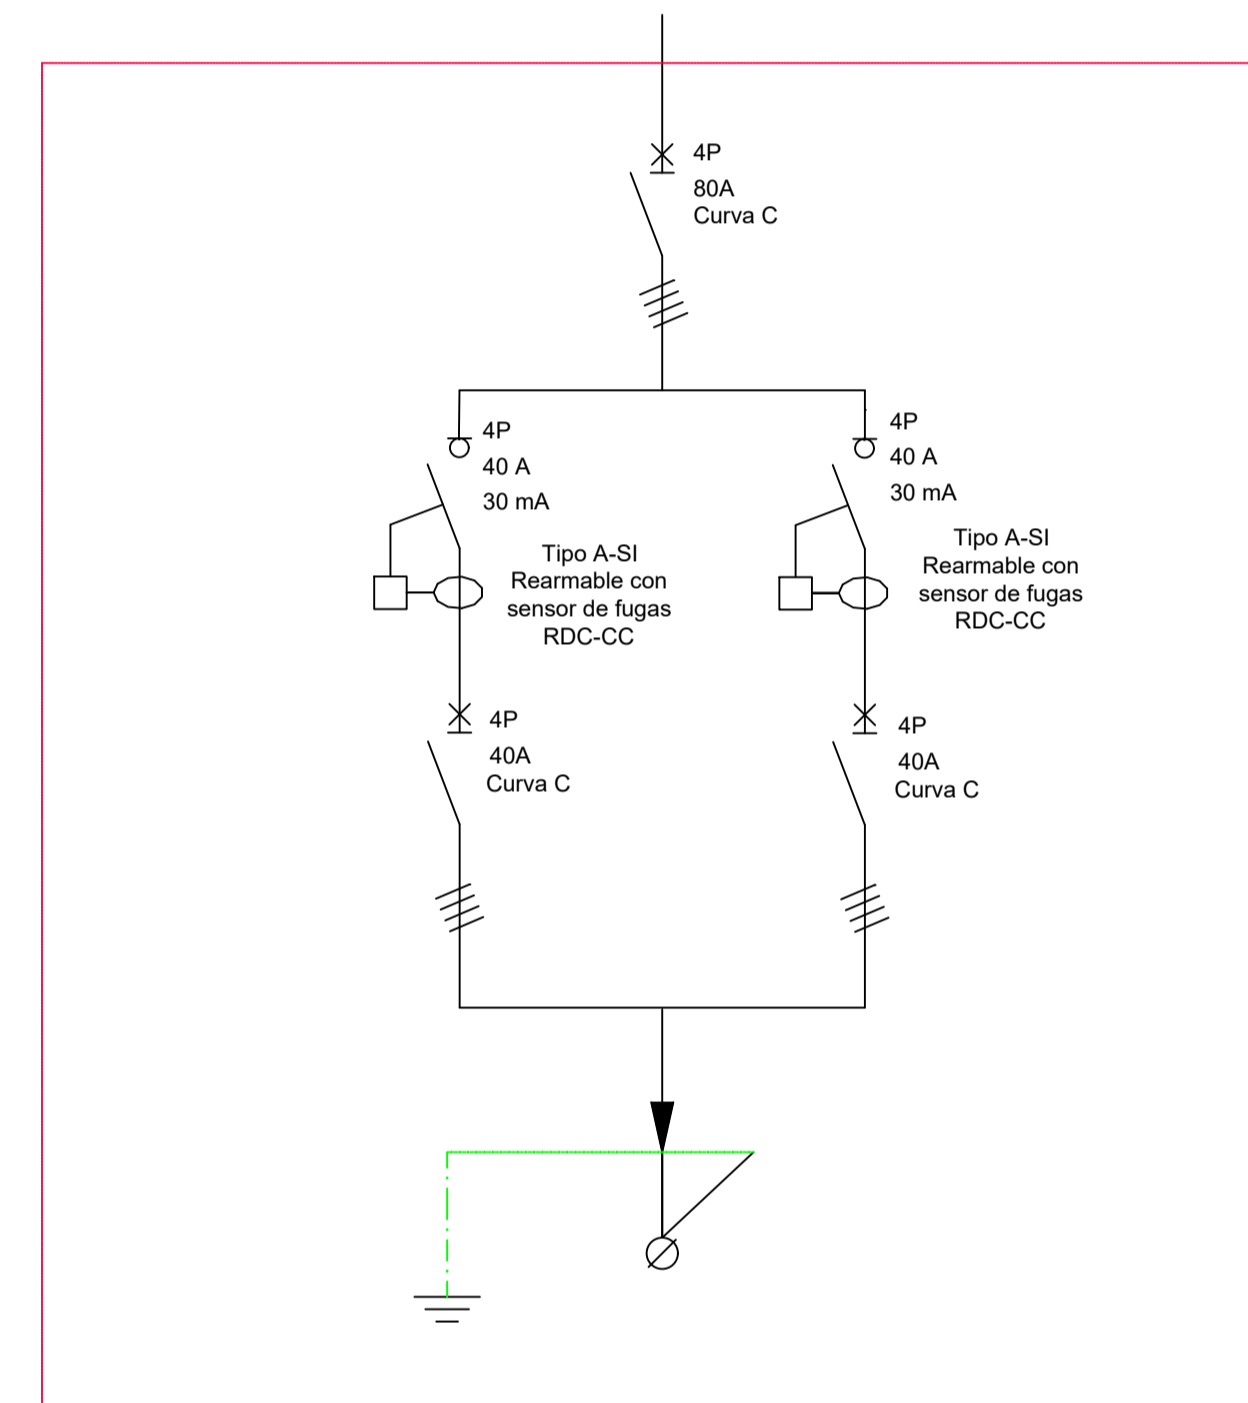 4P
80A
Curva C
4P
40 A
30 mA
Tipo A-SI
Rearmable con
sensor de fugas
RDC-CC
4P
40 A
30 mA
Tipo A-SI
Rearmable con
sensor de fugas
RDC-CC
4P
40A
Curva C
4P
40A
Curva C